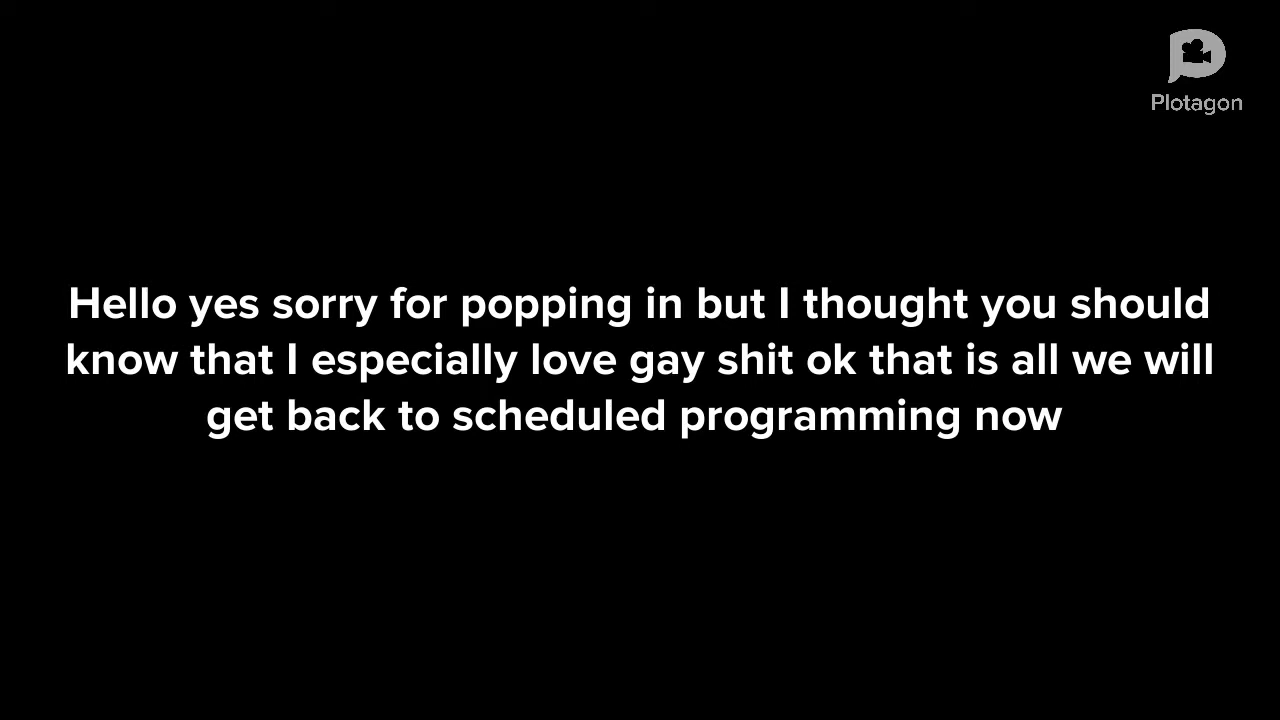 Plotagon
Hello yes sorry for popping in but I thought you should
know that I especially love gay shit ok that is all we will
get back to scheduled programming now